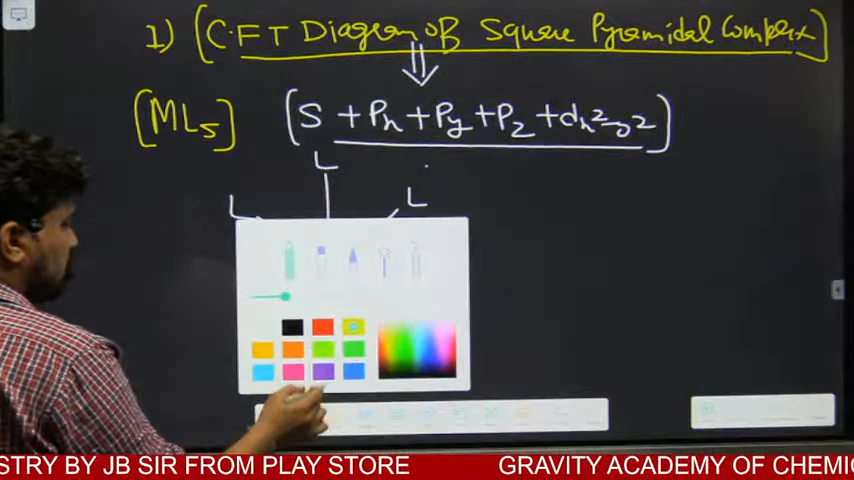 1) (C.F T Diagram of Square Pyramidal Complex)
[ML5] (S + Px + Py + Pz + dx²-y²)
L
L L
STRY BY JB SIR FROM PLAY STORE GRAVITY ACADEMY OF CHEMIC